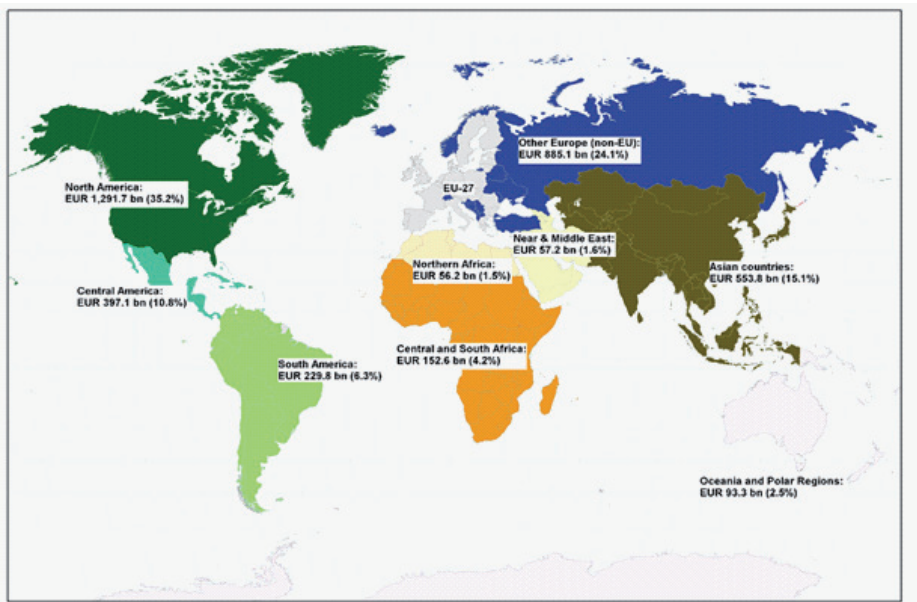 Other Europe (non-EU):
EUR 885.1 bn (24.1%)
North America:
EUR 1,291.7 bn (35.2%)
EU-27
Near & Middle East:
EUR 57.2 bn (1.6%)
Northern Africa:
EUR 56.2 bn (1.5%)
Asian countries:
EUR 553.8 bn (15.1%)
Central America:
EUR 397.1 bn (10.8%)
Central and South Africa:
EUR 152.6 bn (4.2%)
South America:
EUR 229.8 bn (6.3%)
Oceania and Polar Regions:
EUR 93.3 bn (2.5%)